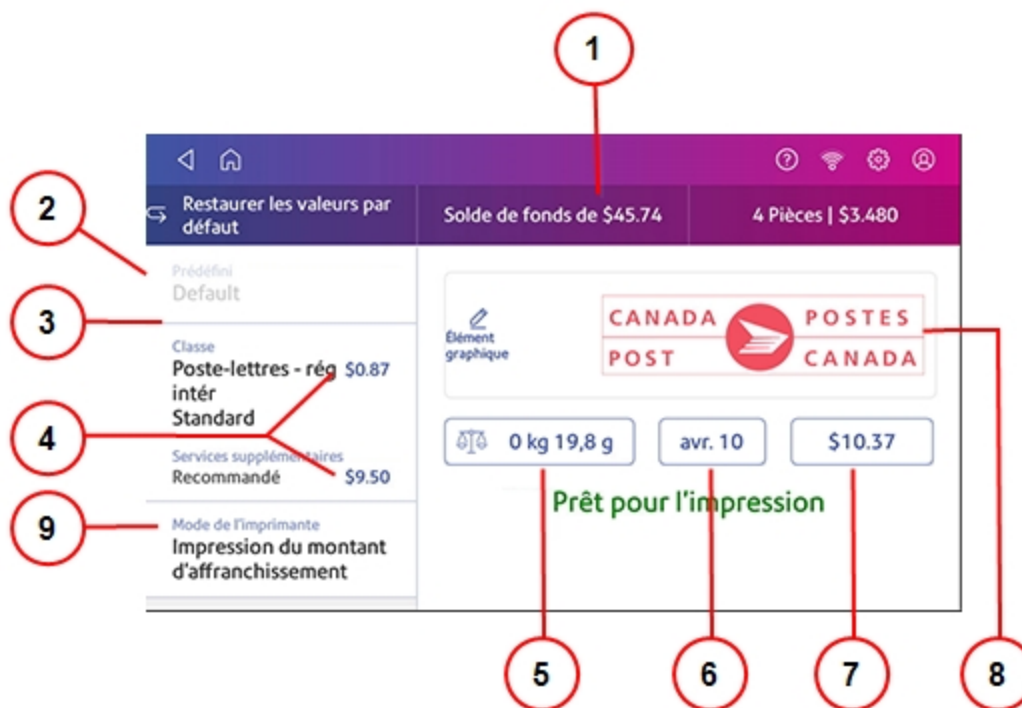 1
2
Restaurer les valeurs par
défaut
Solde de fonds de $45.74
4 Pièces | $3.480
Prédéfini
Default
3
Classe
Poste-lettres - rég $0.87
intér
Standard
4
Services supplémentaires
Recommandé $9.50
9
Mode de l'imprimante
Impression du montant
d'affranchissement
Élément
graphique
CANADA POSTES
POST CANADA
8
0 kg 19,8 g
avr. 10
$10.37
Prêt pour l'impression
5
6
7